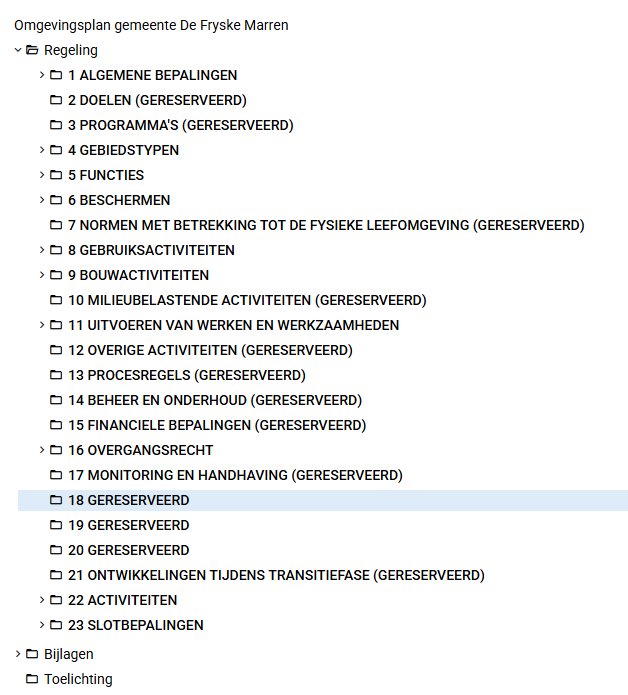 Omgevingsplan gemeente De Fryske Marren
Regeling
1 ALGEMENE BEPALINGEN
2 DOELEN (GERESERVEERD)
3 PROGRAMMA'S (GERESERVEERD)
4 GEBIEDSTYPEN
5 FUNCTIES
6 BESCHERMEN
7 NORMEN MET BETREKKING TOT DE FYSIEKE LEEFOMGEVING (GERESERVEERD)
8 GEBRUIKSACTIVITEITEN
9 BOUWACTIVITEITEN
10 MILIEUBELASTENDE ACTIVITEITEN (GERESERVEERD)
11 UITVOEREN VAN WERKEN EN WERKZAAMHEDEN
12 OVERIGE ACTIVITEITEN (GERESERVEERD)
13 PROCESREGELS (GERESERVEERD)
14 BEHEER EN ONDERHOUD (GERESERVEERD)
15 FINANCIELE BEPALINGEN (GERESERVEERD)
16 OVERGANGSRECHT
17 MONITORING EN HANDHAVING (GERESERVEERD)
18 GERESERVEERD
19 GERESERVEERD
20 GERESERVEERD
21 ONTWIKKELINGEN TIJDENS TRANSITIEFASE (GERESERVEERD)
22 ACTIVITEITEN
23 SLOTBEPALINGEN
Bijlagen
Toelichting